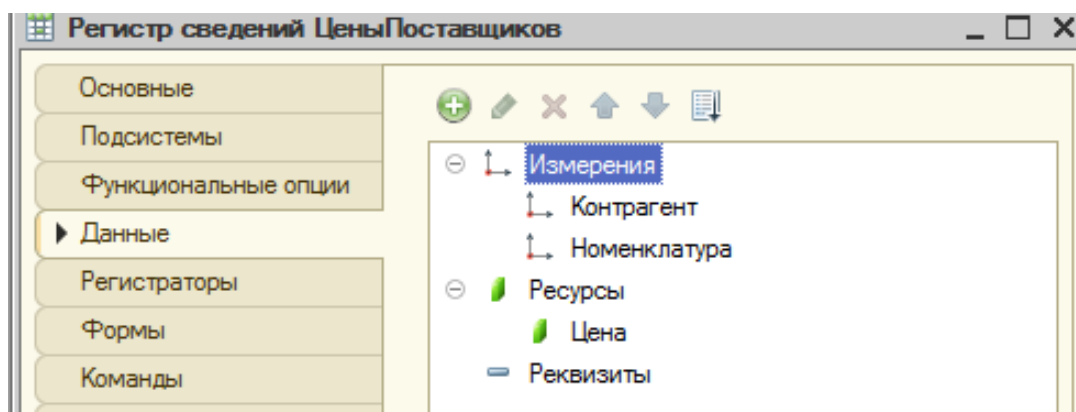 Регистр сведений ЦеныПоставщиков
Основные
Подсистемы
Функциональные опции
Данные
Регистраторы
Формы
Команды
Измерения
Контрагент
Номенклатура
Ресурсы
Цена
Реквизиты